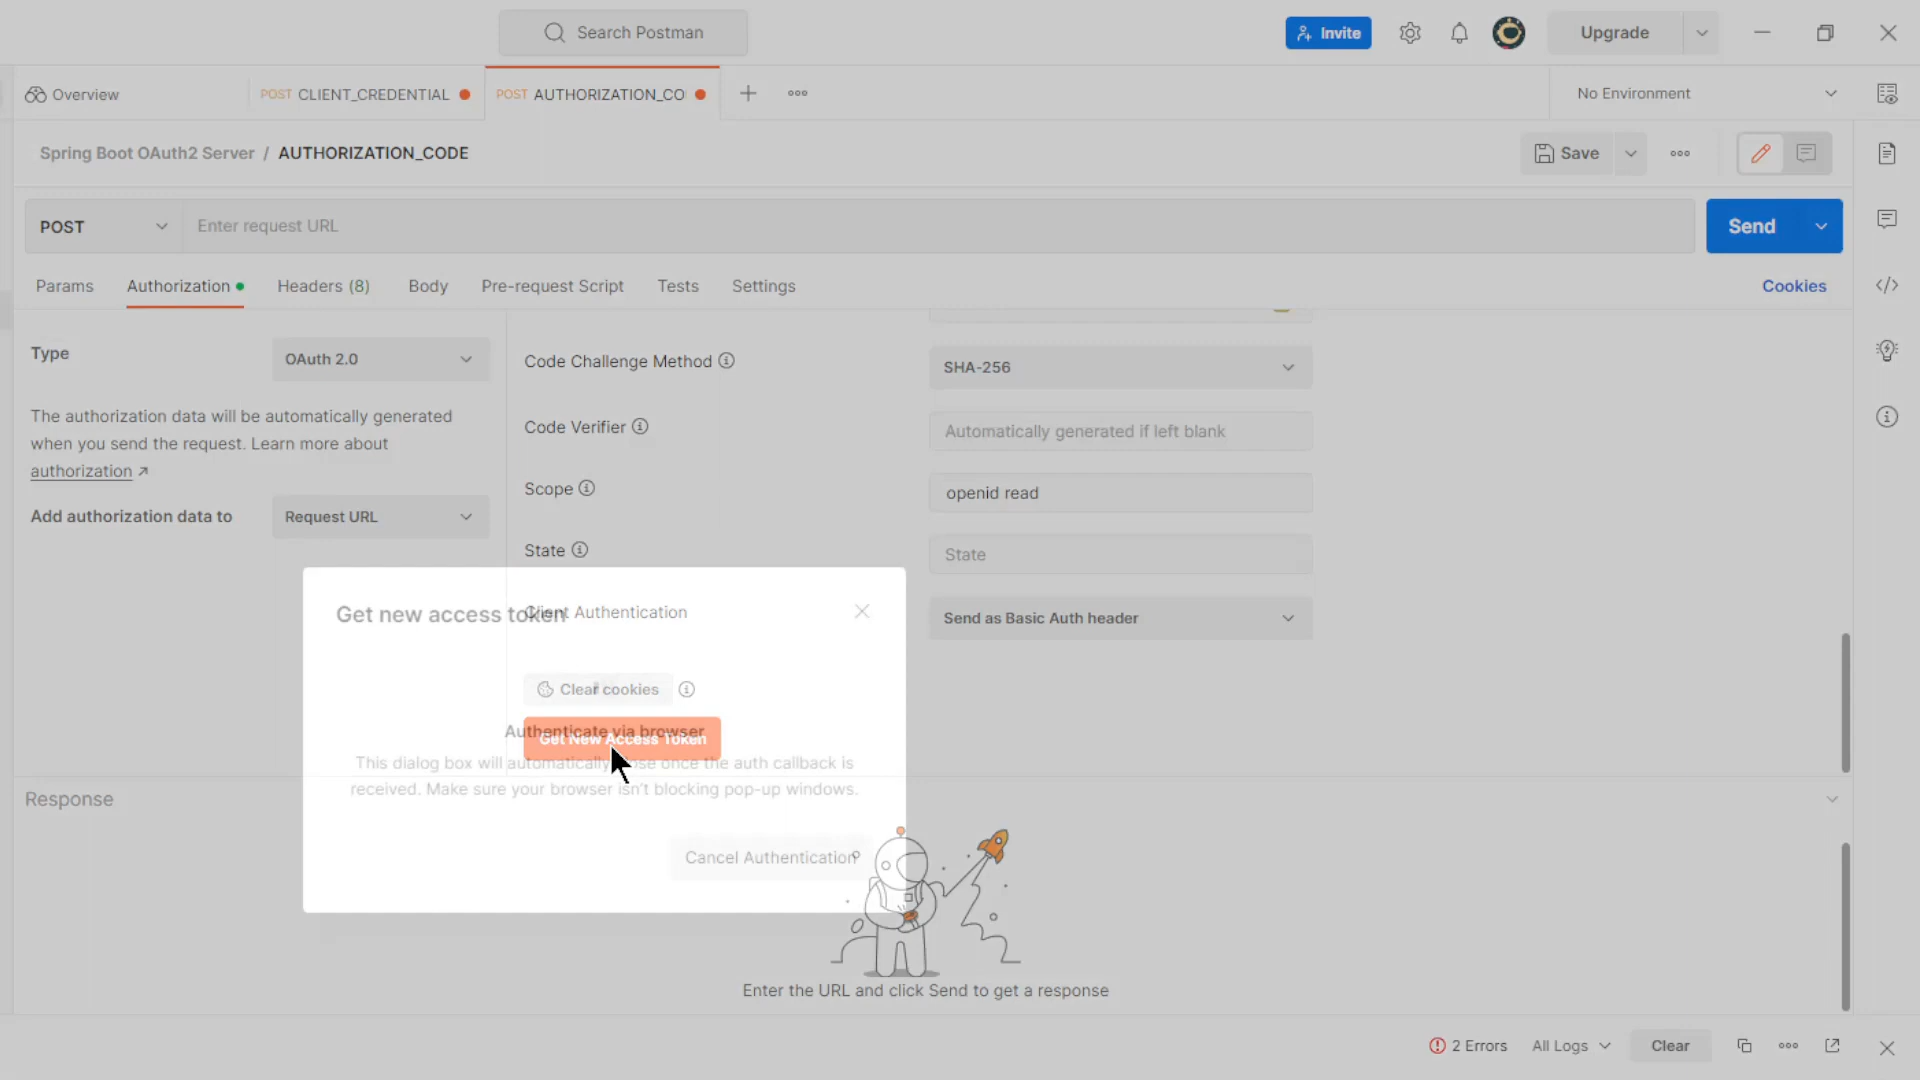 Search Postman
Invite
Upgrade
Overview
POST CLIENT_CREDENTIAL
POST AUTHORIZATION_CO
No Environment
Spring Boot OAuth2 Server / AUTHORIZATION_CODE
Save
POST
Enter request URL
Send
Params
Authorization
Headers (8)
Body
Pre-request Script
Tests
Settings
Cookies
Type
OAuth 2.0
The authorization data will be automatically generated
when you send the request. Learn more about
authorization ↗
Add authorization data to
Request URL
Code Challenge Method
SHA-256
Code Verifier
Automatically generated if left blank
Scope
openid read
State
State
Client Authentication
Send as Basic Auth header
Clear cookies
Get New Access Token
Get new access token
Authenticate via browser
This dialog box will automatically close once the auth callback is
received. Make sure your browser isn't blocking pop-up windows.
Cancel Authentication
Response
Enter the URL and click Send to get a response
2 Errors
All Logs
Clear